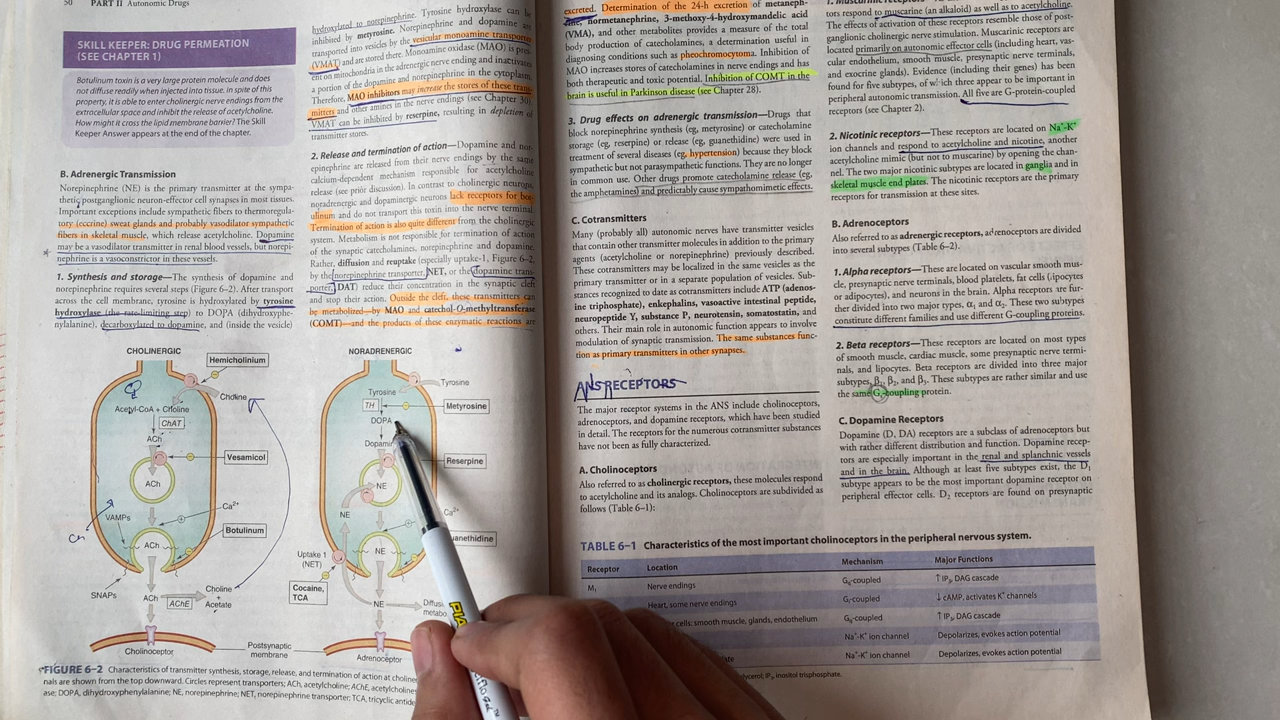 50 PART II Autonomic Drugs
SKILL KEEPER: DRUG PERMEATION
(SEE CHAPTER 1)
Botulinum toxin is a very large protein molecule and does
not diffuse readily when injected into tissue. In spite of this
property, it is able to enter cholinergic nerve endings from the
extracellular space and inhibit the release of acetylcholine.
How might it cross the lipid membrane barrier? The Skill
Keeper Answer appears at the end of the chapter.
B. Adrenergic Transmission
Norepinephrine (NE) is the primary transmitter at the sympa-
thetic postganglionic neuron-effector cell synapses in most tissues.
Important exceptions include sympathetic fibers to thermoregula-
tory (eccrine) sweat glands and probably vasodilator sympathetic
fibers in skeletal muscle, which release acetylcholine. Dopamine
may be a vasodilator transmitter in renal blood vessels, but norepi-
nephrine is a vasoconstrictor in these vessels.
1. Synthesis and storage—The synthesis of dopamine and
norepinephrine requires several steps (Figure 6–2). After transport
across the cell membrane, tyrosine is hydroxylated by tyrosine
hydroxylase (the rate-limiting step) to DOPA (dihydroxyphe-
nylalanine), decarboxylated to dopamine, and (inside the vesicle)
hydroxylated to norepinephrine. Tyrosine hydroxylase can be
inhibited by metyrosine. Norepinephrine and dopamine are
transported into vesicles by the vesicular monoamine transporter
(VMAT) and are stored there. Monoamine oxidase (MAO) is pres-
ent on mitochondria in the adrenergic nerve ending and inactivates
a portion of the dopamine and norepinephrine in the cytoplasm.
Therefore, MAO inhibitors may increase the stores of these trans-
mitters and other amines in the nerve endings (see Chapter 30).
VMAT can be inhibited by reserpine, resulting in depletion of
transmitter stores.
2. Release and termination of action—Dopamine and nor-
epinephrine are released from their nerve endings by the same
calcium-dependent mechanism responsible for acetylcholine
release (see prior discussion). In contrast to cholinergic neurons,
noradrenergic and dopaminergic neurons lack receptors for bot-
ulinum and do not transport this toxin into the nerve terminal.
Termination of action is also quite different from the cholinergic
system. Metabolism is not responsible for termination of action
of the synaptic catecholamines, norepinephrine and dopamine.
Rather, diffusion and reuptake (especially uptake-1, Figure 6–2,
by the norepinephrine transporter, NET, or the dopamine trans-
porter, DAT) reduce their concentration in the synaptic cleft
and stop their action. Outside the cleft, these transmitters can
be metabolized—by MAO and catechol-O-methyltransferase
(COMT)—and the products of these enzymatic reactions are
CHOLINERGIC
Hemicholinium
Choline
Acetyl-CoA + Choline
ChAT
ACh
Vesamicol
ACh
Ca2+
VAMPs
Botulinum
ACh
SNAPs
ACh
AChE
Choline
+
Acetate
Cholinoceptor
Postsynaptic
membrane
NORADRENERGIC
Tyrosine
Tyrosine
TH
Metyrosine
DOPA
Reserpine
NE
NE
Ca2+
NE
Uptake 1
(NET)
Cocaine,
TCA
NE
Adrenoceptor
FIGURE 6–2 Characteristics of transmitter synthesis, storage, release, and termination of action at
nals are shown from the top downward. Circles represent transporters; ACh, acetylcholine; AChE,
ase; DOPA, dihydroxyphenylalanine; NE, norepinephrine; NET, norepinephrine transporter; TCA, tricyclic
excreted. Determination of the 24-h excretion of metaneph-
rine, normetanephrine, 3-methoxy-4-hydroxymandelic acid
(VMA), and other metabolites provides a measure of the total
body production of catecholamines, a determination useful in
diagnosing conditions such as pheochromocytoma. Inhibition of
MAO increases stores of catecholamines in nerve endings and has
both therapeutic and toxic potential. Inhibition of COMT in the
brain is useful in Parkinson disease (see Chapter 28).
3. Drug effects on adrenergic transmission—Drugs that
block norepinephrine synthesis (eg, metyrosine) or catecholamine
storage (eg, reserpine) or release (eg, guanethidine) were used in
treatment of several diseases (eg, hypertension) because they block
sympathetic but not parasympathetic functions. They are no longer
in common use. Other drugs promote catecholamine release (eg,
the amphetamines) and predictably cause sympathomimetic effects.
C. Cotransmitters
Many (probably all) autonomic nerves have transmitter vesicles
that contain other transmitter molecules in addition to the primary
agents (acetylcholine or norepinephrine) previously described.
These cotransmitters may be localized in the same vesicles as the
primary transmitter or in a separate population of vesicles. Sub-
stances recognized to date as cotransmitters include ATP (adenos-
ine triphosphate), enkephalins, vasoactive intestinal peptide,
neuropeptide Y, substance P, neurotensin, somatostatin, and
others. Their main role in autonomic function appears to involve
modulation of synaptic transmission. The same substances func-
tion as primary transmitters in other synapses.
ANS RECEPTORS
The major receptor systems in the ANS include cholinoceptors,
adrenoceptors, and dopamine receptors, which have been studied
in detail. The receptors for the numerous cotransmitter substances
have not been as fully characterized.
A. Cholinoceptors
Also referred to as cholinergic receptors, these molecules respond
to acetylcholine and its analogs. Cholinoceptors are subdivided as
follows (Table 6–1):
tors respond to muscarine (an alkaloid) as well as to acetylcholine.
The effects of activation of these receptors resemble those of post-
ganglionic cholinergic nerve stimulation. Muscarinic receptors are
located primarily on autonomic effector cells (including heart, vas-
cular endothelium, smooth muscle, presynaptic nerve terminals,
and exocrine glands). Evidence (including their genes) has been
found for five subtypes, of which three appear to be important in
peripheral autonomic transmission. All five are G-protein-coupled
receptors (see Chapter 2).
2. Nicotinic receptors—These receptors are located on Na+-K+
ion channels and respond to acetylcholine and nicotine, another
acetylcholine mimic (but not to muscarine) by opening the chan-
nel. The two major nicotinic subtypes are located in ganglia and in
skeletal muscle end plates. The nicotinic receptors are the primary
receptors for transmission at these sites.
B. Adrenoceptors
Also referred to as adrenergic receptors, adrenoceptors are divided
into several subtypes (Table 6–2).
1. Alpha receptors—These are located on vascular smooth mus-
cle, presynaptic nerve terminals, blood platelets, fat cells (lipocytes
or adipocytes), and neurons in the brain. Alpha receptors are fur-
ther divided into two major types, α1 and α2. These two subtypes
constitute different families and use different G-coupling proteins.
2. Beta receptors—These receptors are located on most types
of smooth muscle, cardiac muscle, some presynaptic nerve termi-
nals, and lipocytes. Beta receptors are divided into three major
subtypes, β1, β2, and β3. These subtypes are rather similar and use
the same Gs-coupling protein.
C. Dopamine Receptors
Dopamine (D, DA) receptors are a subclass of adrenoceptors but
with rather different distribution and function. Dopamine recep-
tors are especially important in the renal and splanchnic vessels
and in the brain. Although at least five subtypes exist, the D1
subtype appears to be the most important dopamine receptor on
peripheral effector cells. D2 receptors are found on presynaptic
TABLE 6–1 Characteristics of the most important cholinoceptors in the peripheral nervous system.
Receptor Location Mechanism Major Functions
M1 Nerve endings Gq-coupled ↑ IP3, DAG cascade
Heart, some nerve endings Gi-coupled ↓ cAMP, activates K+ channels
cells: smooth muscle, glands, endothelium Gq-coupled ↑ IP3, DAG cascade
Na+-K+ ion channel Depolarizes, evokes action potential
Na+-K+ ion channel Depolarizes, evokes action potential
IP3, inositol trisphosphate.